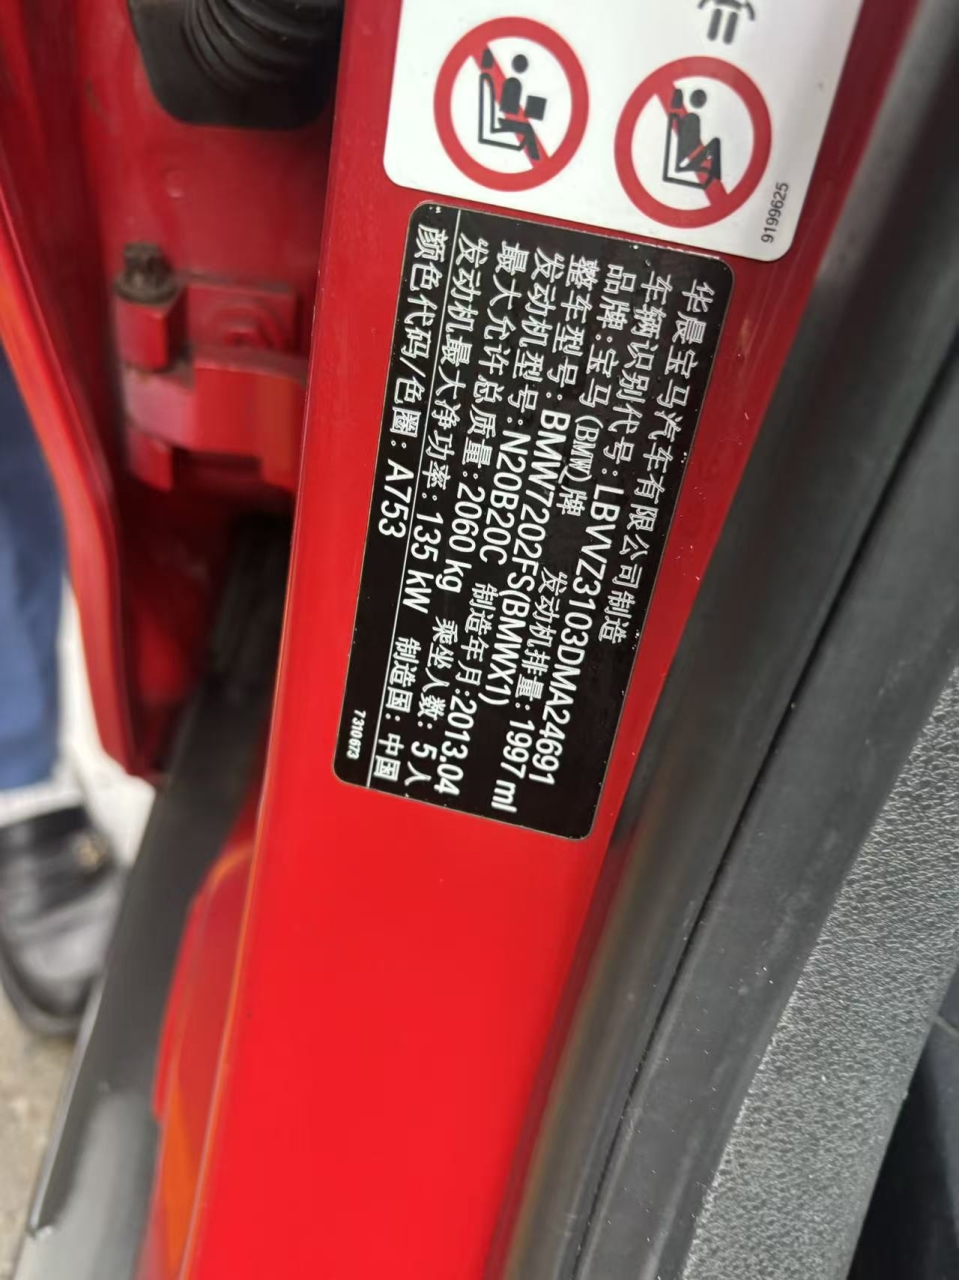 9199625
华晨宝马汽车有限公司制造
车辆识别代号: LBVVZ3103DMA24691
品牌: 宝马(BMW)牌 发动机排量: 1997 ml
整车型号: BMW7202FS(BMWX1)
发动机型号: N20B20C 制造年月: 2013.04
最大允许总质量: 2060 kg 乘坐人数: 5 人
发动机最大净功率: 135 kW 制造国: 中国
颜色代码/色圈: A753
7310673